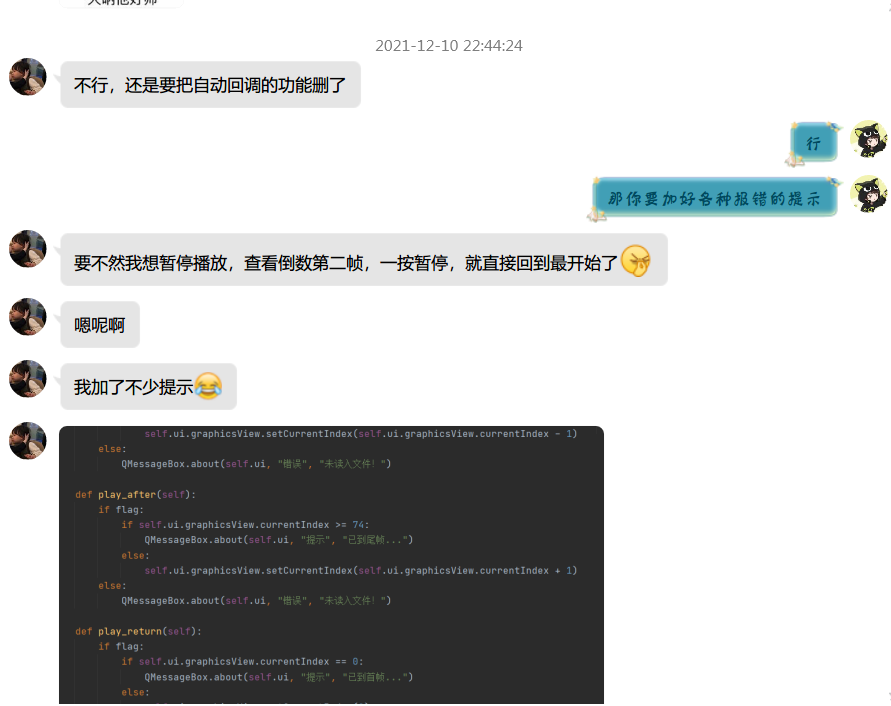 2021-12-10 22:44:24
不行，还是要把自动回调的功能删了
行
那你要加好各种报错的提示
要不然我想暂停播放，查看倒数第二帧，一按暂停，就直接回到最开始了
嗯呢啊
我加了不少提示
self.ui.graphicsView.setCurrentIndex(self.ui.graphicsView.currentIndex - 1)
else:
QMessageBox.about(self.ui, "错误", "未读入文件！")
def play_after(self):
if flag:
if self.ui.graphicsView.currentIndex >= 74:
QMessageBox.about(self.ui, "提示", "已到尾帧...")
else:
self.ui.graphicsView.setCurrentIndex(self.ui.graphicsView.currentIndex + 1)
else:
QMessageBox.about(self.ui, "错误", "未读入文件！")
def play_return(self):
if flag:
if self.ui.graphicsView.currentIndex == 0:
QMessageBox.about(self.ui, "提示", "已到首帧...")
else: